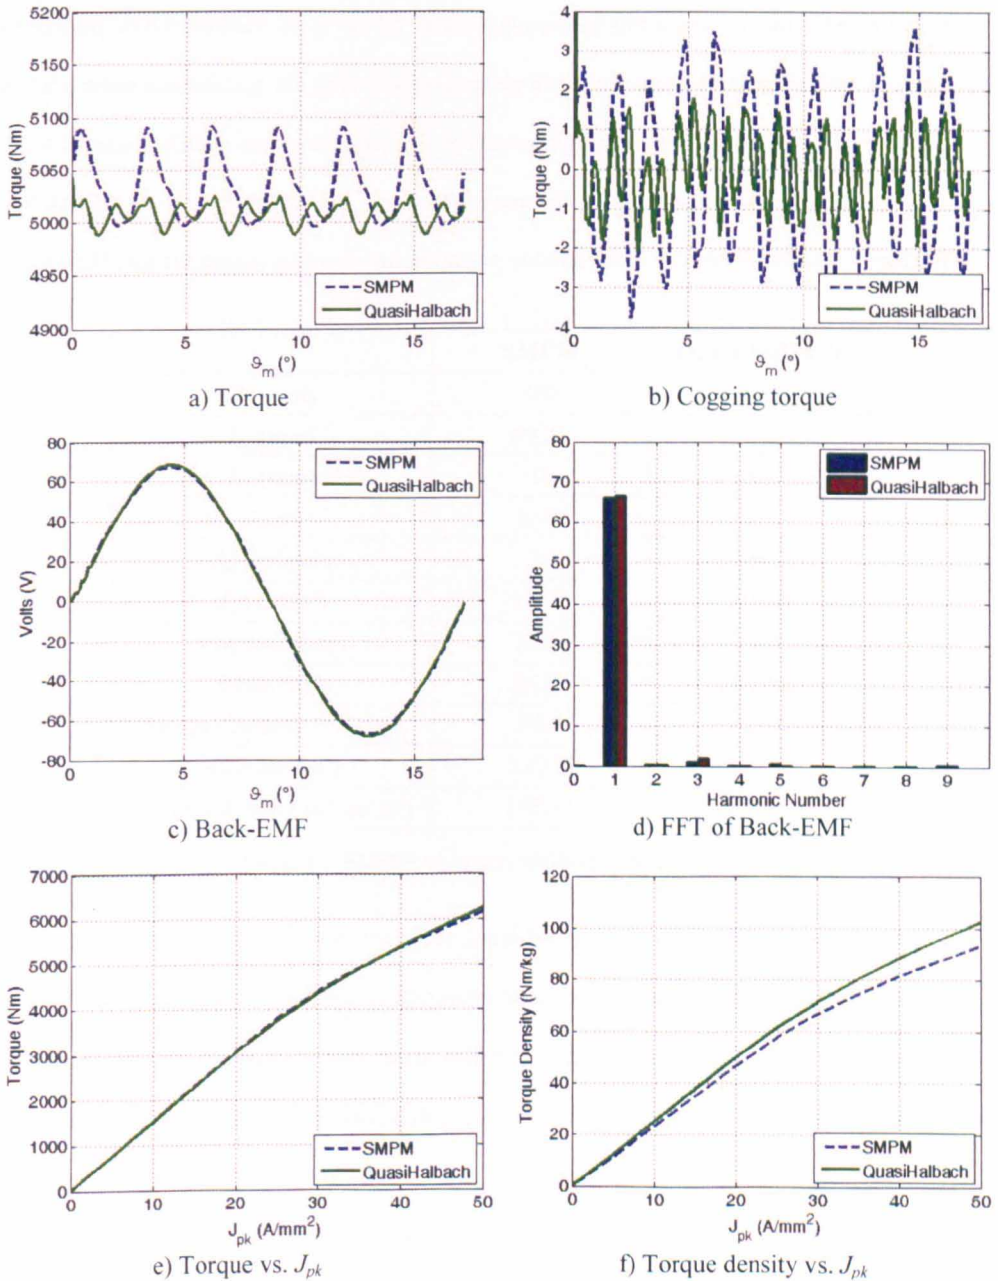 5200
5150
5100
5050
5000
4950
4900
Torque (Nm)
0 5 10 15
ϑm (°)
SMPM
QuasiHalbach
a) Torque
4
3
2
1
0
-1
-2
-3
-4
Torque (Nm)
0 5 10 15
ϑm (°)
SMPM
QuasiHalbach
b) Cogging torque
80
60
40
20
0
-20
-40
-60
-80
Volts (V)
0 5 10 15
ϑm (°)
SMPM
QuasiHalbach
c) Back-EMF
80
70
60
50
40
30
20
10
0
Amplitude
0 1 2 3 4 5 6 7 8 9
Harmonic Number
SMPM
QuasiHalbach
d) FFT of Back-EMF
7000
6000
5000
4000
3000
2000
1000
0
Torque (Nm)
0 10 20 30 40 50
Jpk (A/mm²)
SMPM
QuasiHalbach
e) Torque vs. Jpk
120
100
80
60
40
20
0
Torque Density (Nm/kg)
0 10 20 30 40 50
Jpk (A/mm²)
SMPM
QuasiHalbach
f) Torque density vs. Jpk